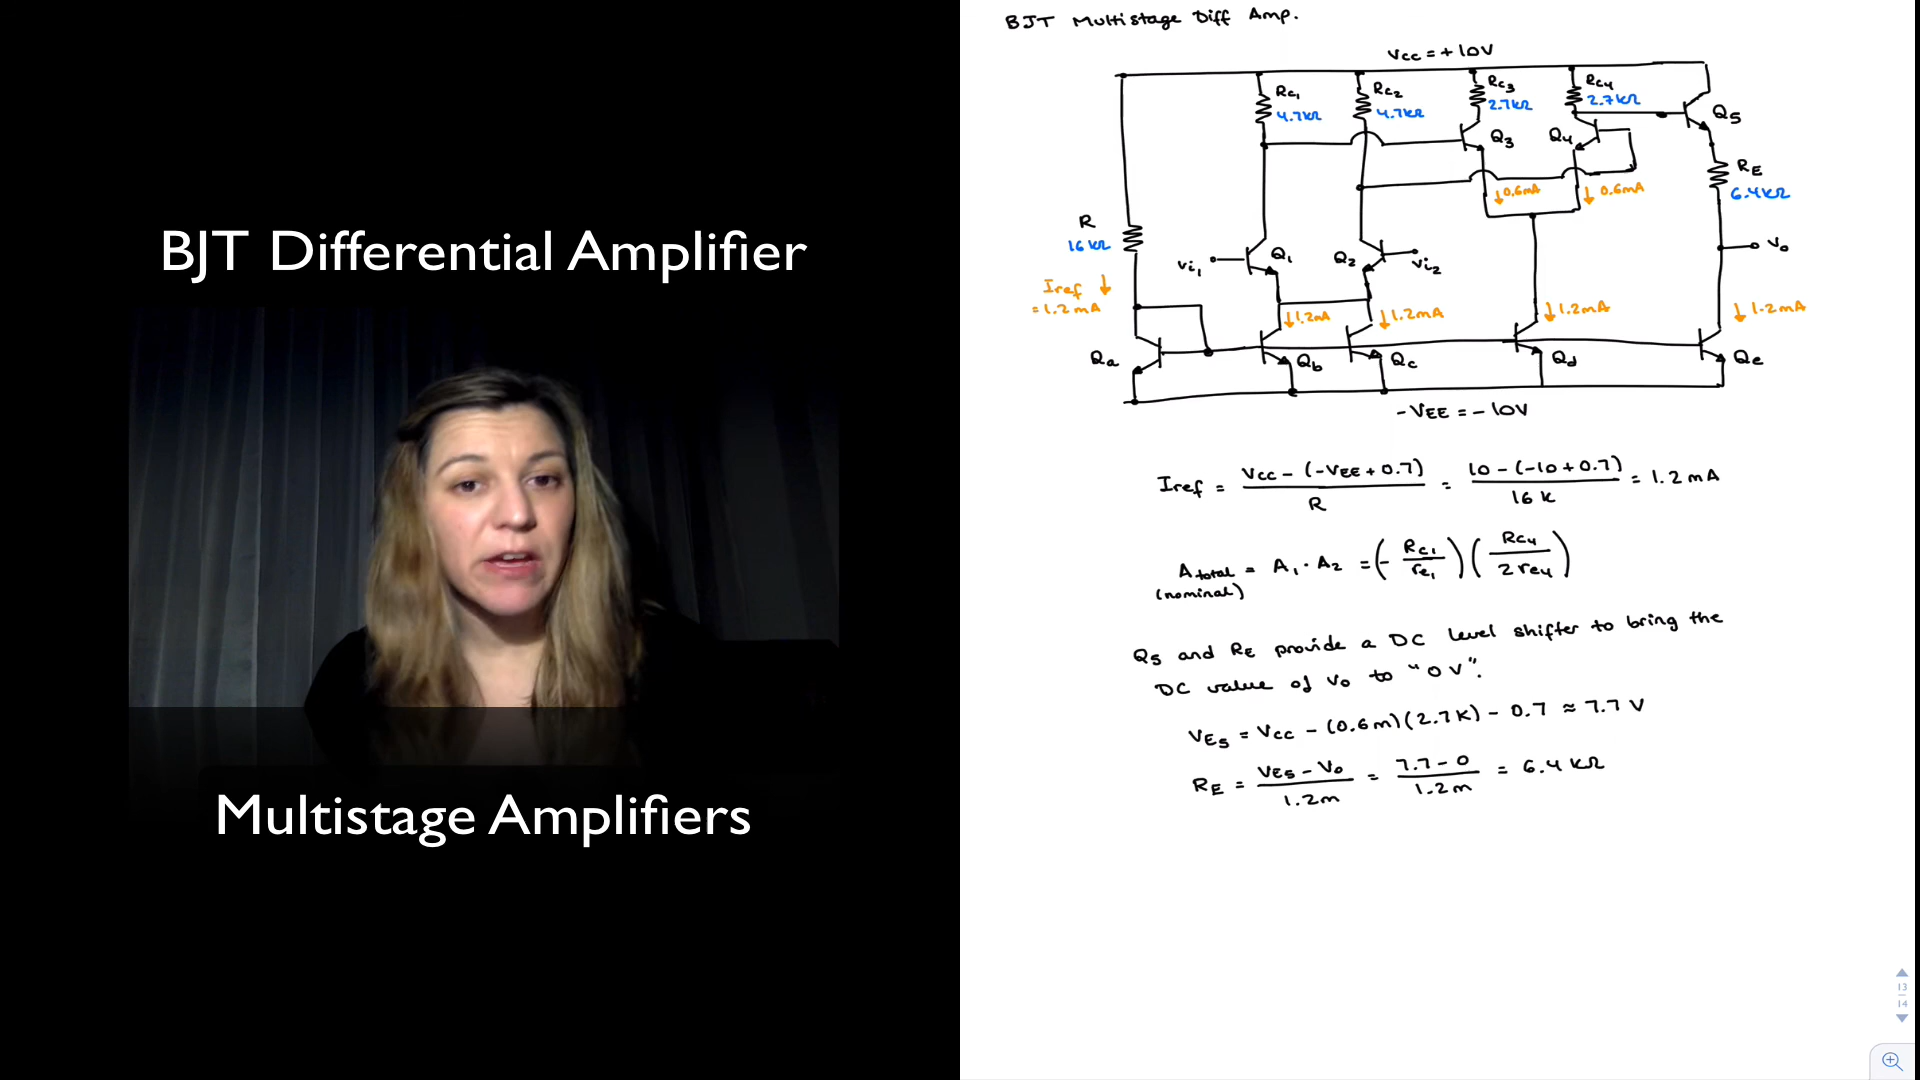 BJT Differential Amplifier
Multistage Amplifiers
BJT Multistage Diff Amp.
Vcc = +10V
Rc1
4.7kΩ
Rc2
4.7kΩ
Rc3
2.7kΩ
Rc4
2.7kΩ
Q5
Q3
Q4
RE
6.4kΩ
0.6mA
0.6mA
R
16kΩ
vi1
Q1
Q2
vi2
vo
Iref
= 1.2mA
1.2mA
1.2mA
1.2mA
1.2mA
Qa
Qb
Qc
Qd
Qe
-VEE = -10V
Iref = Vcc - (-VEE + 0.7) / R = 10 - (-10 + 0.7) / 16k = 1.2mA
Atotal = A1 · A2 = (- Rc1 / re1) (Rc4 / 2re4)
(nominal)
Q5 and RE provide a DC level shifter to bring the
DC value of vo to "0V".
VE5 = Vcc - (0.6m)(2.7k) - 0.7 ≈ 7.7V
RE = VE5 - Vo / 1.2m = 7.7 - 0 / 1.2m = 6.4kΩ
13
14